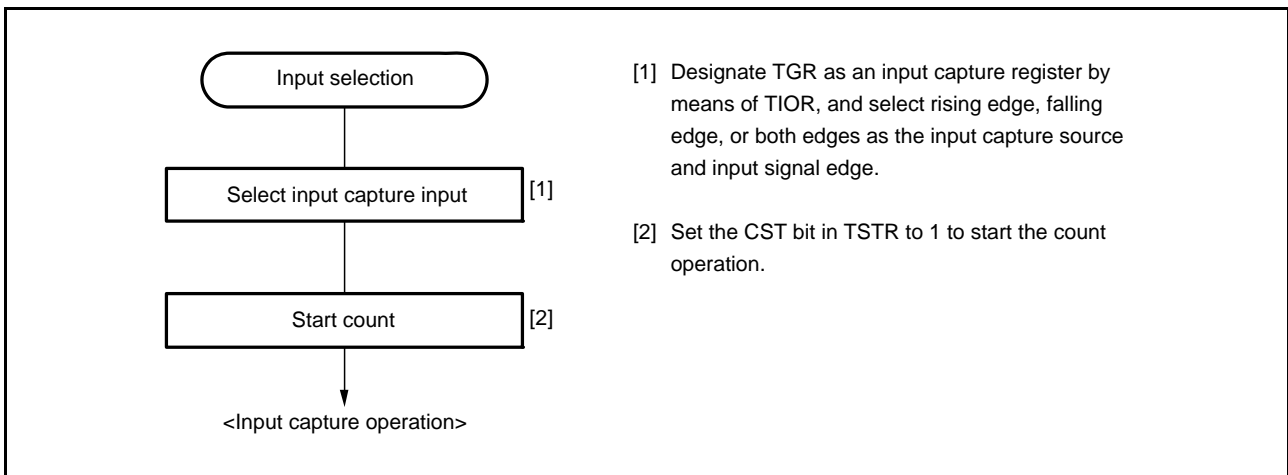 Input selection
Select input capture input
[1]
Start count
[2]
<Input capture operation>
[1] Designate TGR as an input capture register by
means of TIOR, and select rising edge, falling
edge, or both edges as the input capture source
and input signal edge.
[2] Set the CST bit in TSTR to 1 to start the count
operation.